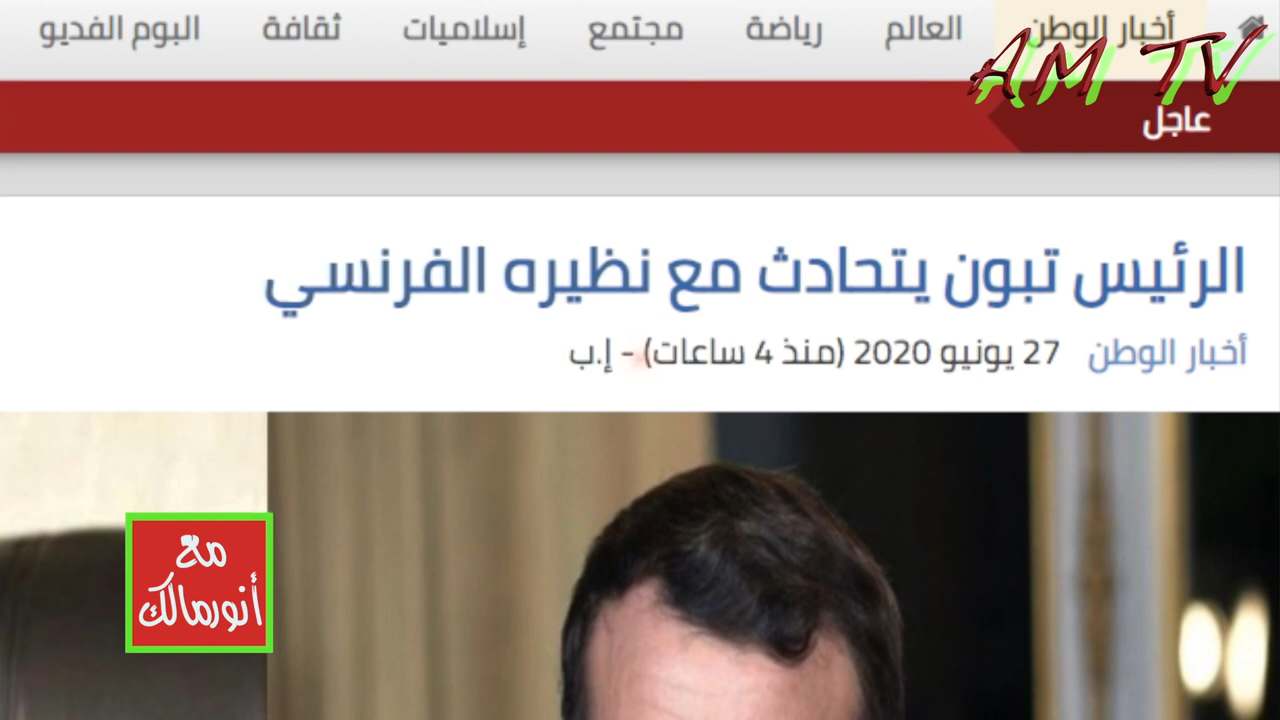 أخبار الوطن العالم رياضة مجتمع إسلاميات ثقافة البوم الفديو
AM TV
عاجل
الرئيس تبون يتحادث مع نظيره الفرنسي
أخبار الوطن 27 يونيو 2020 (منذ 4 ساعات) - إ.ب
مع
أنورمالك